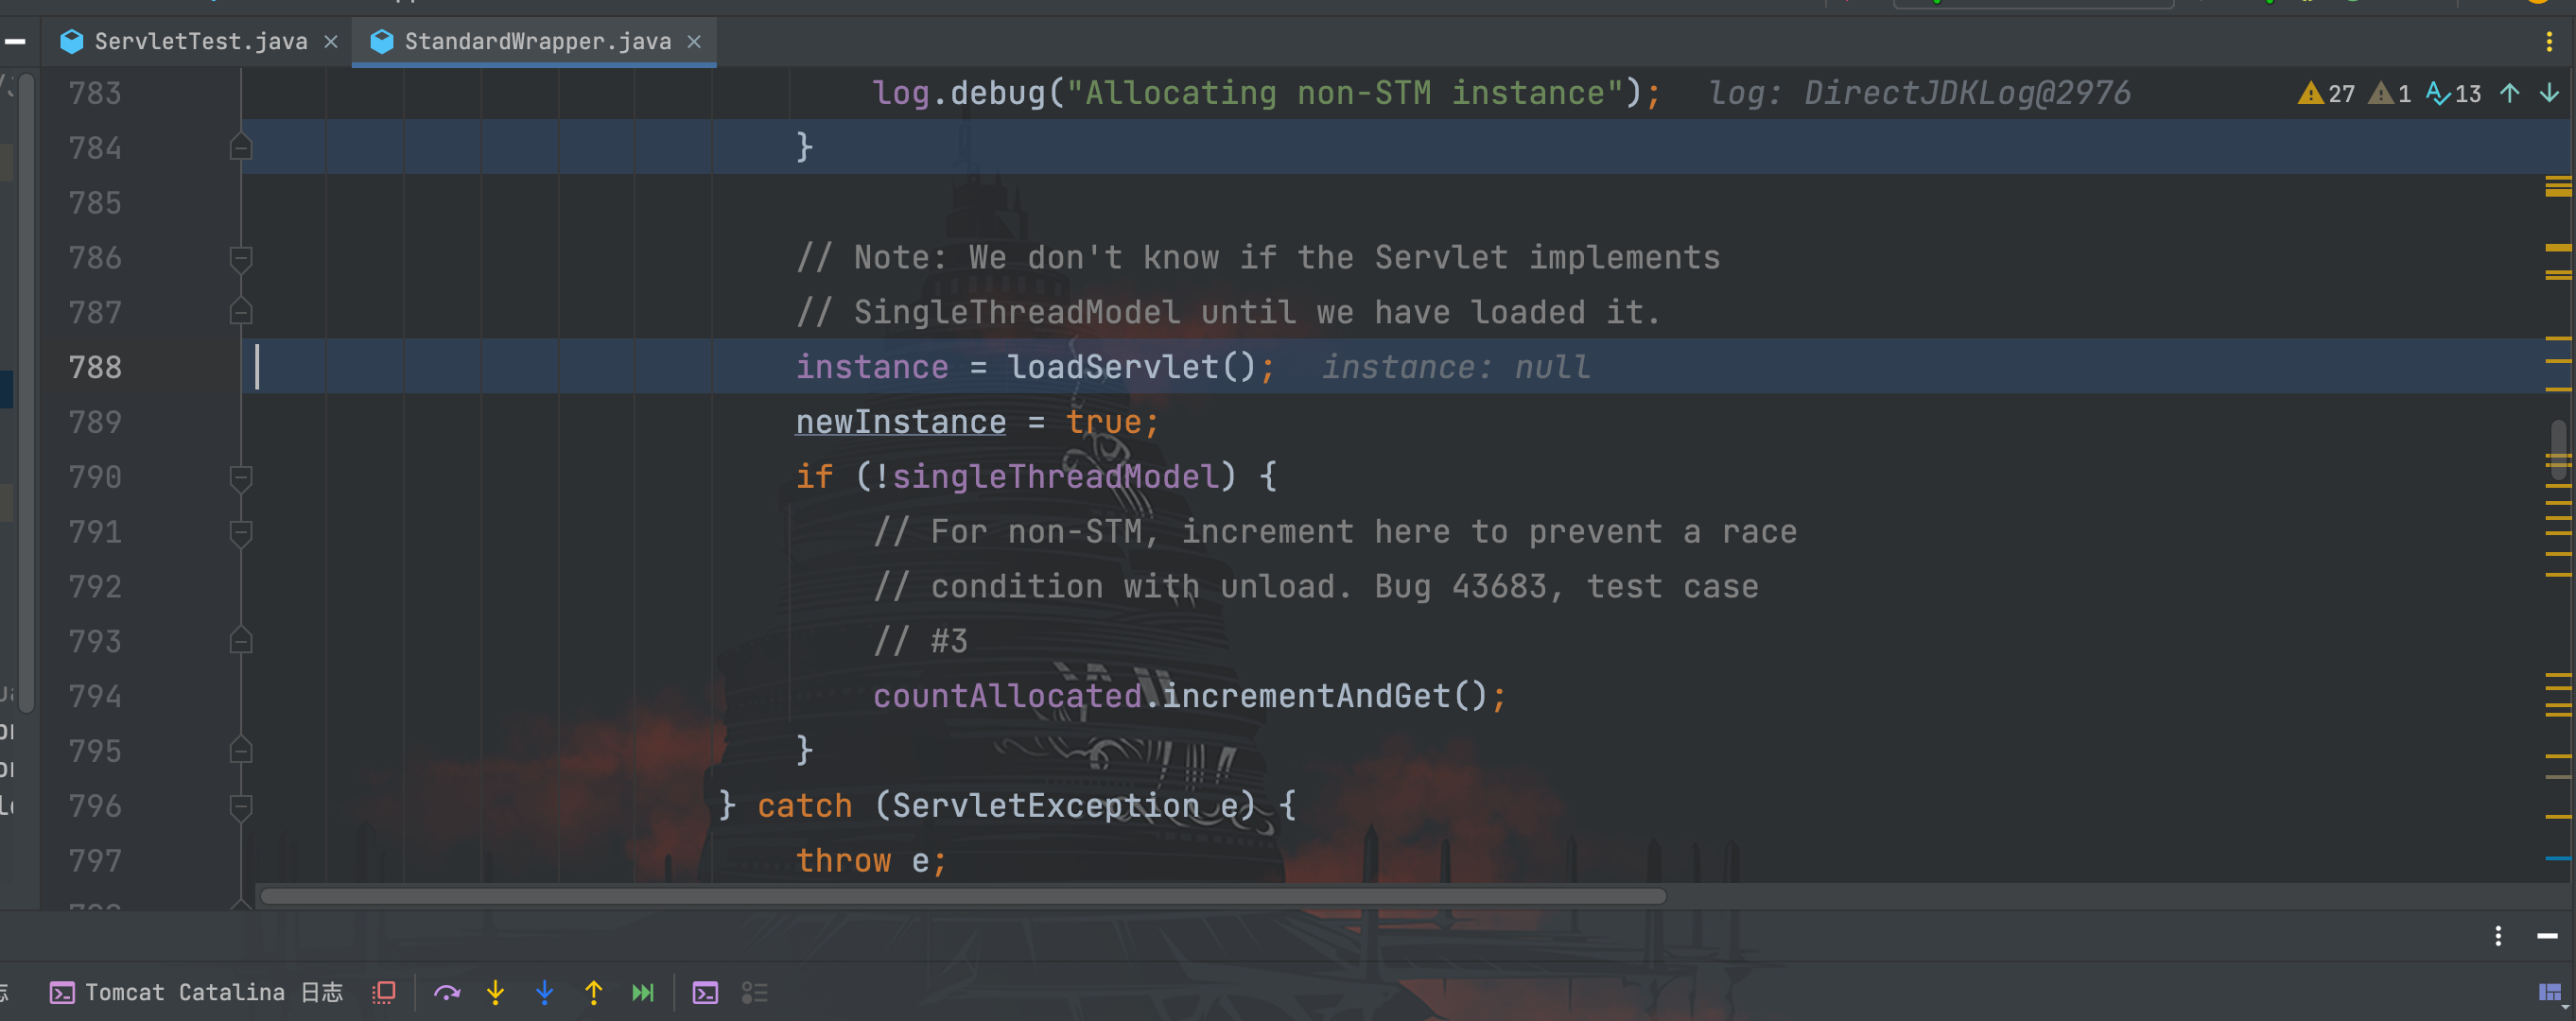 ServletTest.java StandardWrapper.java
783 log.debug("Allocating non-STM instance"); log: DirectJDKLog@2976 27 1 13
784 }
785
786 // Note: We don't know if the Servlet implements
787 // SingleThreadModel until we have loaded it.
788 instance = loadServlet(); instance: null
789 newInstance = true;
790 if (!singleThreadModel) {
791 // For non-STM, increment here to prevent a race
792 // condition with unload. Bug 43683, test case
793 // #3
794 countAllocated.incrementAndGet();
795 }
796 } catch (ServletException e) {
797 throw e;
Tomcat Catalina 日志